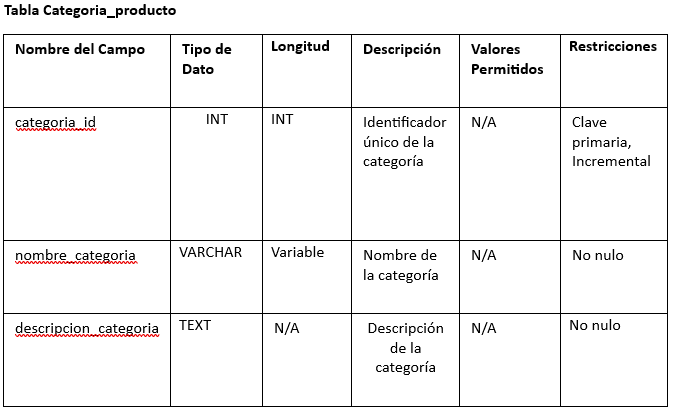 Tabla Categoria_producto
Nombre del Campo | Tipo de Dato | Longitud | Descripción | Valores Permitidos | Restricciones
categoria_id | INT | INT | Identificador único de la categoría | N/A | Clave primaria, Incremental
nombre_categoria | VARCHAR | Variable | Nombre de la categoría | N/A | No nulo
descripcion_categoria | TEXT | N/A | Descripción de la categoría | N/A | No nulo